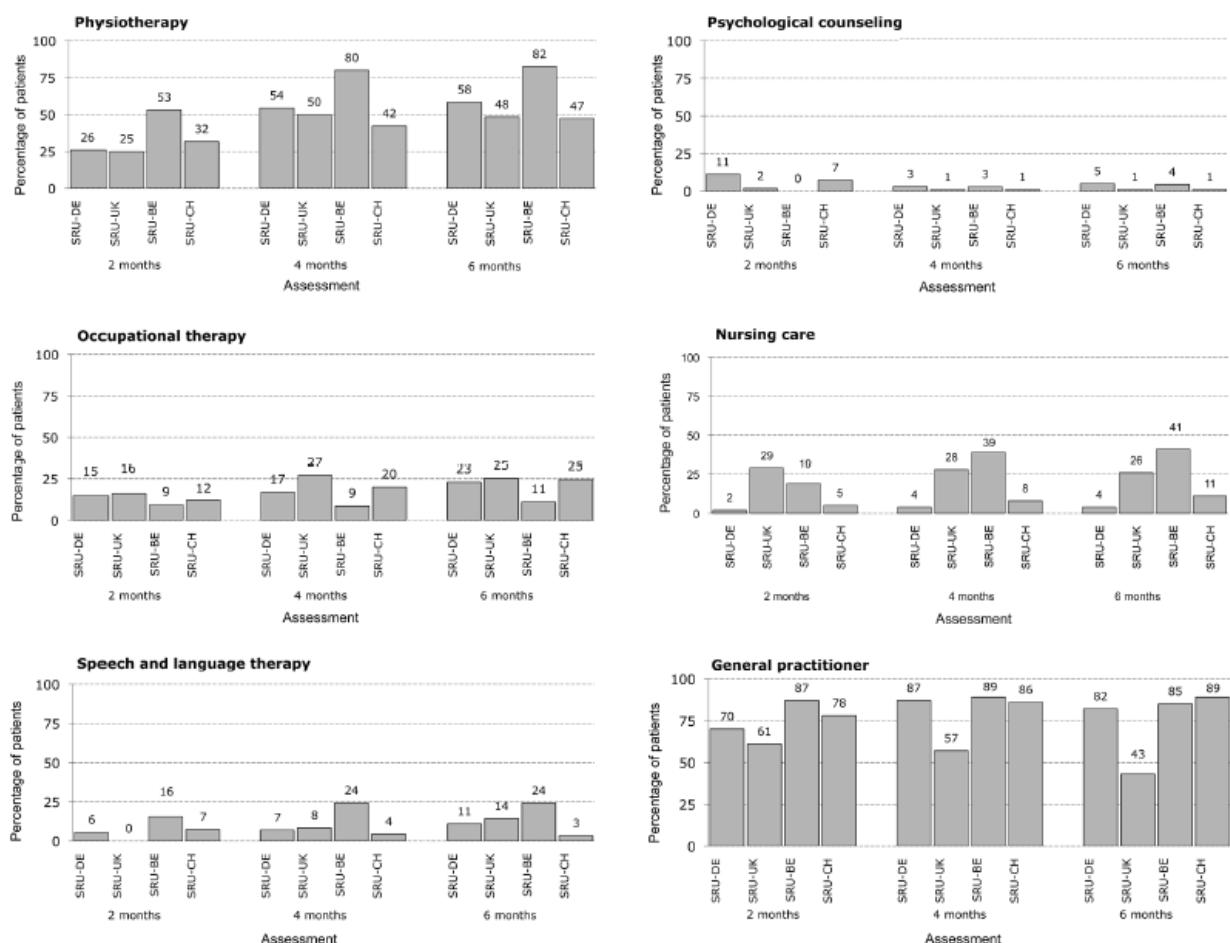 Physiotherapy
Percentage of patients
100
75
50
25
0
26
25
53
32
54
50
80
42
58
48
82
47
SRU-DE
SRU-UK
SRU-BE
SRU-CH
SRU-DE
SRU-UK
SRU-BE
SRU-CH
SRU-DE
SRU-UK
SRU-BE
SRU-CH
2 months
4 months
6 months
Assessment
Psychological counseling
Percentage of patients
100
75
50
25
0
11
2
0
7
3
1
3
1
5
1
4
1
SRU-DE
SRU-UK
SRU-BE
SRU-CH
SRU-DE
SRU-UK
SRU-BE
SRU-CH
SRU-DE
SRU-UK
SRU-BE
SRU-CH
2 months
4 months
6 months
Assessment
Occupational therapy
Percentage of patients
100
75
50
25
0
15
16
9
12
17
27
9
20
23
25
11
25
SRU-DE
SRU-UK
SRU-BE
SRU-CH
SRU-DE
SRU-UK
SRU-BE
SRU-CH
SRU-DE
SRU-UK
SRU-BE
SRU-CH
2 months
4 months
6 months
Assessment
Nursing care
Percentage of patients
100
75
50
25
0
2
29
19
5
4
28
39
8
4
26
41
11
SRU-DE
SRU-UK
SRU-BE
SRU-CH
SRU-DE
SRU-UK
SRU-BE
SRU-CH
SRU-DE
SRU-UK
SRU-BE
SRU-CH
2 months
4 months
6 months
Assessment
Speech and language therapy
Percentage of patients
100
75
50
25
0
6
0
16
7
7
8
24
4
11
14
24
3
SRU-DE
SRU-UK
SRU-BE
SRU-CH
SRU-DE
SRU-UK
SRU-BE
SRU-CH
SRU-DE
SRU-UK
SRU-BE
SRU-CH
2 months
4 months
6 months
Assessment
General practitioner
Percentage of patients
100
75
50
25
0
70
61
87
78
87
57
89
86
82
43
85
89
SRU-DE
SRU-UK
SRU-BE
SRU-CH
SRU-DE
SRU-UK
SRU-BE
SRU-CH
SRU-DE
SRU-UK
SRU-BE
SRU-CH
2 months
4 months
6 months
Assessment